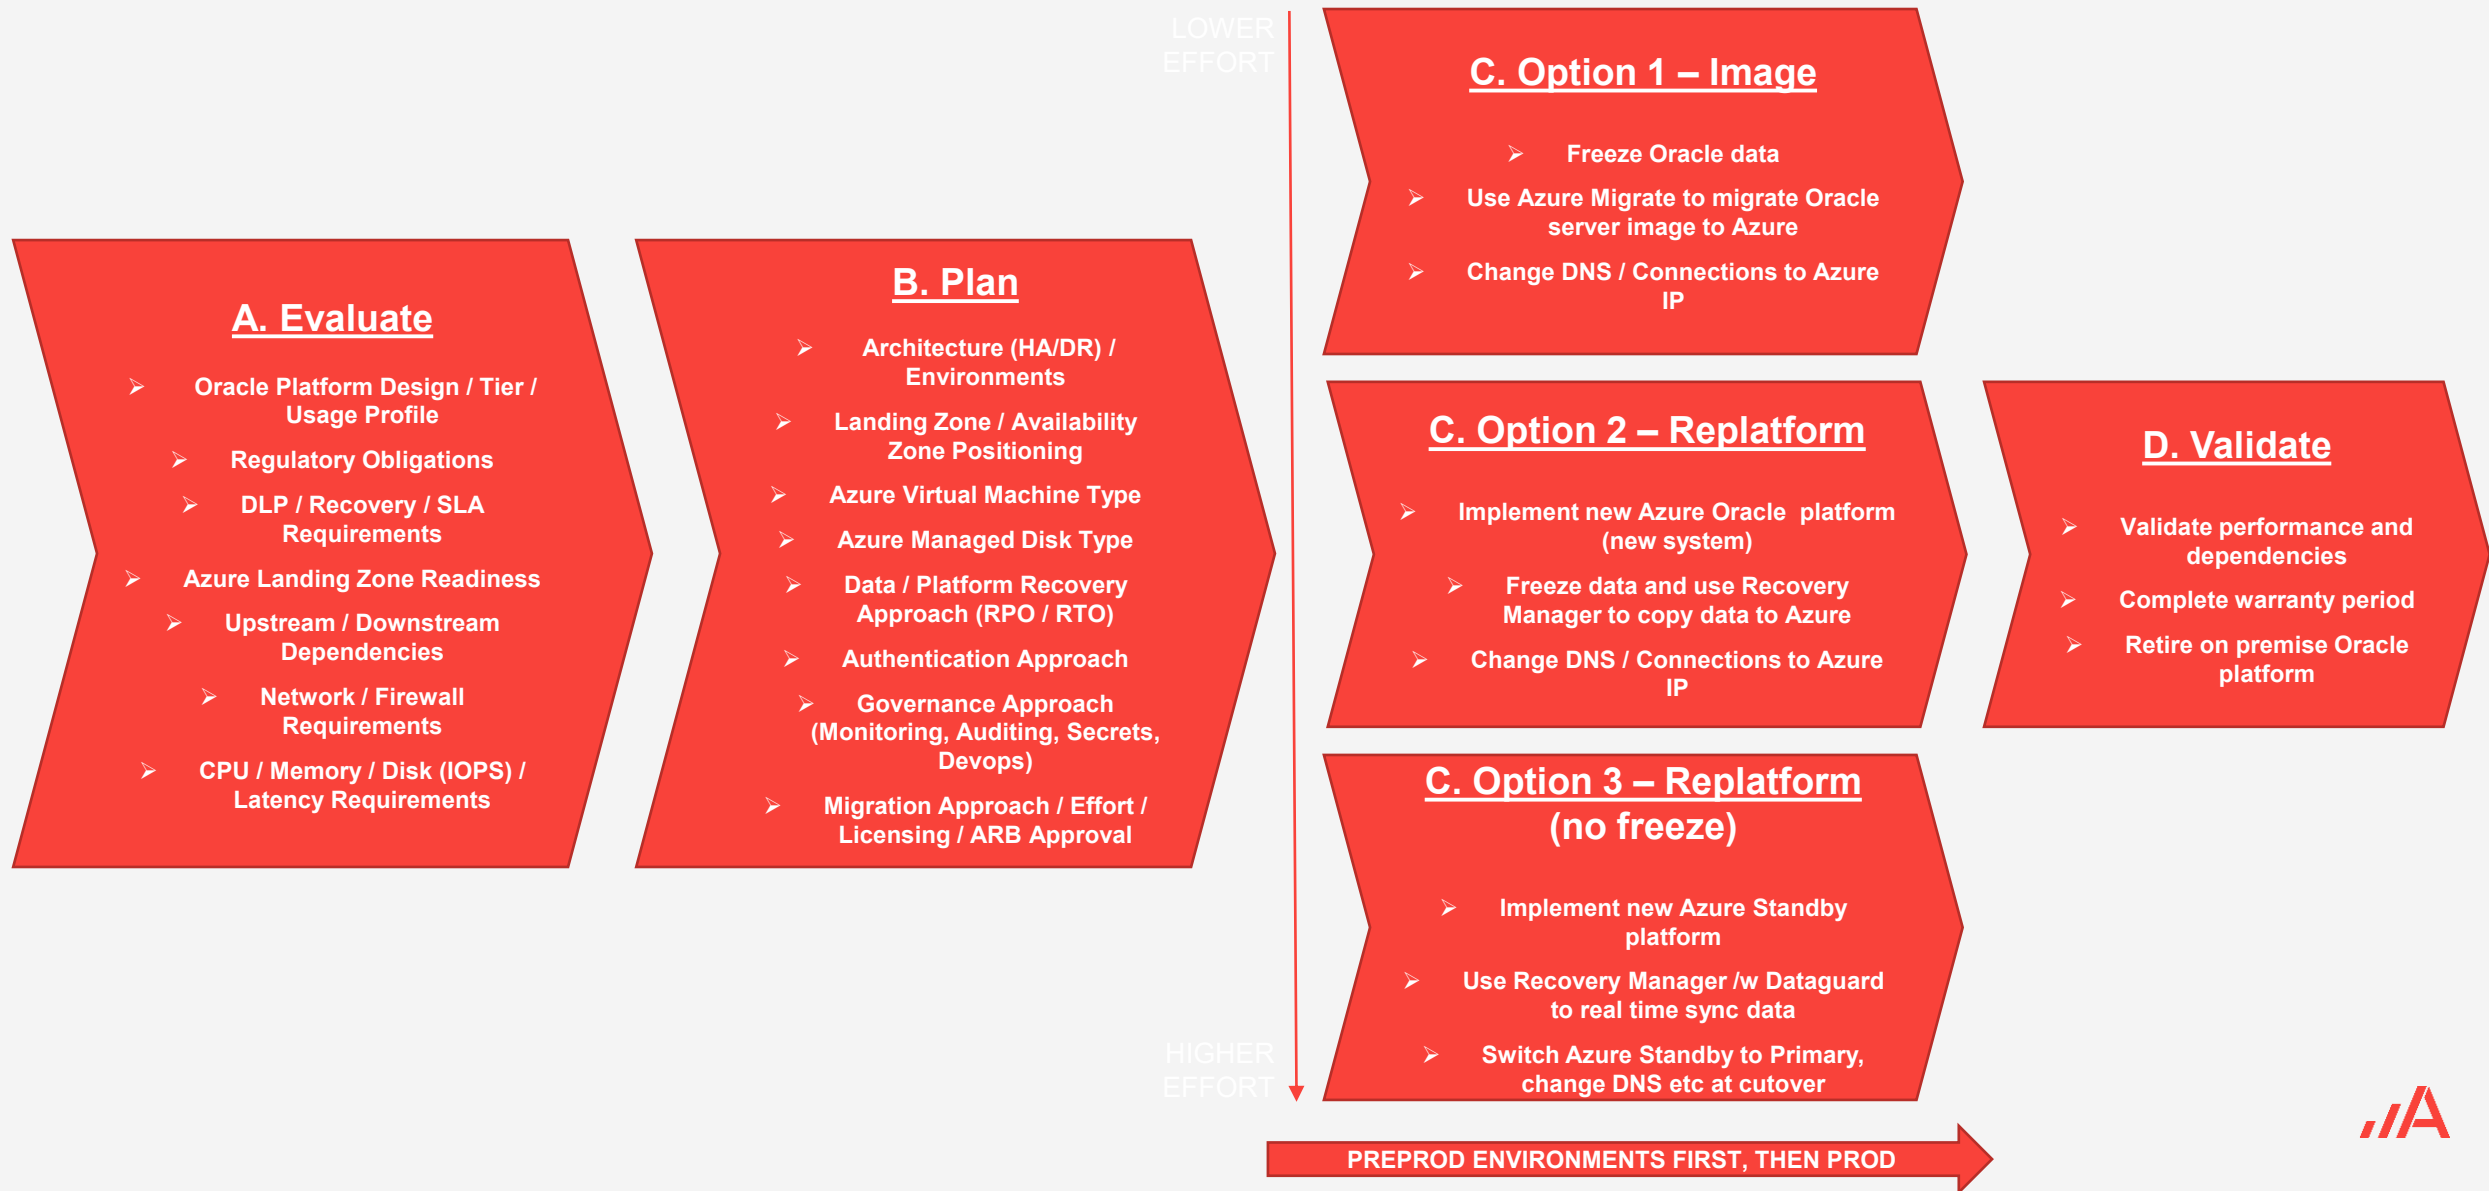 A. Evaluate
➢ Oracle Platform Design / Tier /
Usage Profile
➢ Regulatory Obligations
➢ DLP / Recovery / SLA
Requirements
➢ Azure Landing Zone Readiness
➢ Upstream / Downstream
Dependencies
➢ Network / Firewall
Requirements
➢ CPU / Memory / Disk (IOPS) /
Latency Requirements
B. Plan
➢ Architecture (HA/DR) /
Environments
➢ Landing Zone / Availability
Zone Positioning
➢ Azure Virtual Machine Type
➢ Azure Managed Disk Type
➢ Data / Platform Recovery
Approach (RPO / RTO)
➢ Authentication Approach
➢ Governance Approach
(Monitoring, Auditing, Secrets,
Devops)
➢ Migration Approach / Effort /
Licensing / ARB Approval
LOWER
EFFORT
HIGHER
EFFORT
C. Option 1 – Image
➢ Freeze Oracle data
➢ Use Azure Migrate to migrate Oracle
server image to Azure
➢ Change DNS / Connections to Azure
IP
C. Option 2 – Replatform
➢ Implement new Azure Oracle  platform
(new system)
➢ Freeze data and use Recovery
Manager to copy data to Azure
➢ Change DNS / Connections to Azure
IP
C. Option 3 – Replatform
(no freeze)
➢ Implement new Azure Standby
platform
➢ Use Recovery Manager /w Dataguard
to real time sync data
➢ Switch Azure Standby to Primary,
change DNS etc at cutover
D. Validate
➢ Validate performance and
dependencies
➢ Complete warranty period
➢ Retire on premise Oracle
platform
PREPROD ENVIRONMENTS FIRST, THEN PROD